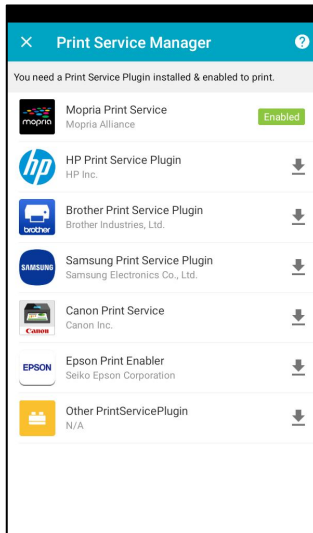 Print Service Manager
?
You need a Print Service Plugin installed & enabled to print.
mopria
Mopria Print Service
Mopria Alliance
Enabled
hp
HP Print Service Plugin
HP Inc.
brother
Brother Print Service Plugin
Brother Industries, Ltd.
SAMSUNG
Samsung Print Service Plugin
Samsung Electronics Co., Ltd.
Canon
Canon Print Service
Canon Inc.
EPSON
Epson Print Enabler
Seiko Epson Corporation
Other PrintServicePlugin
N/A